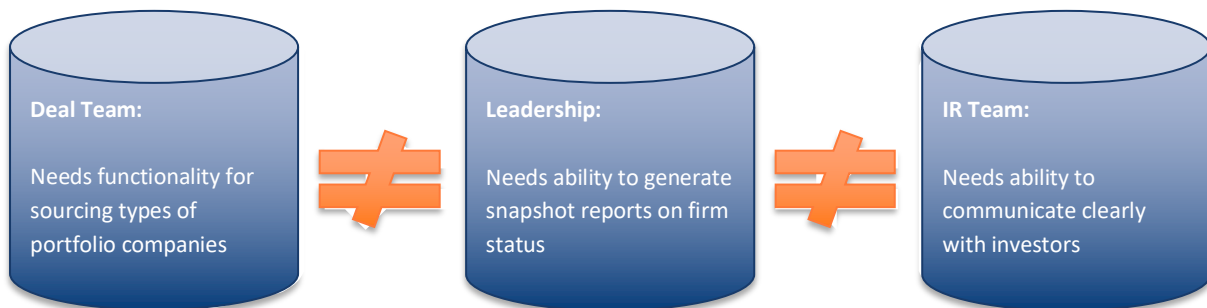 Deal Team:
Needs functionality for
sourcing types of
portfolio companies
Leadership:
Needs ability to generate
snapshot reports on firm
status
IR Team:
Needs ability to
communicate clearly
with investors